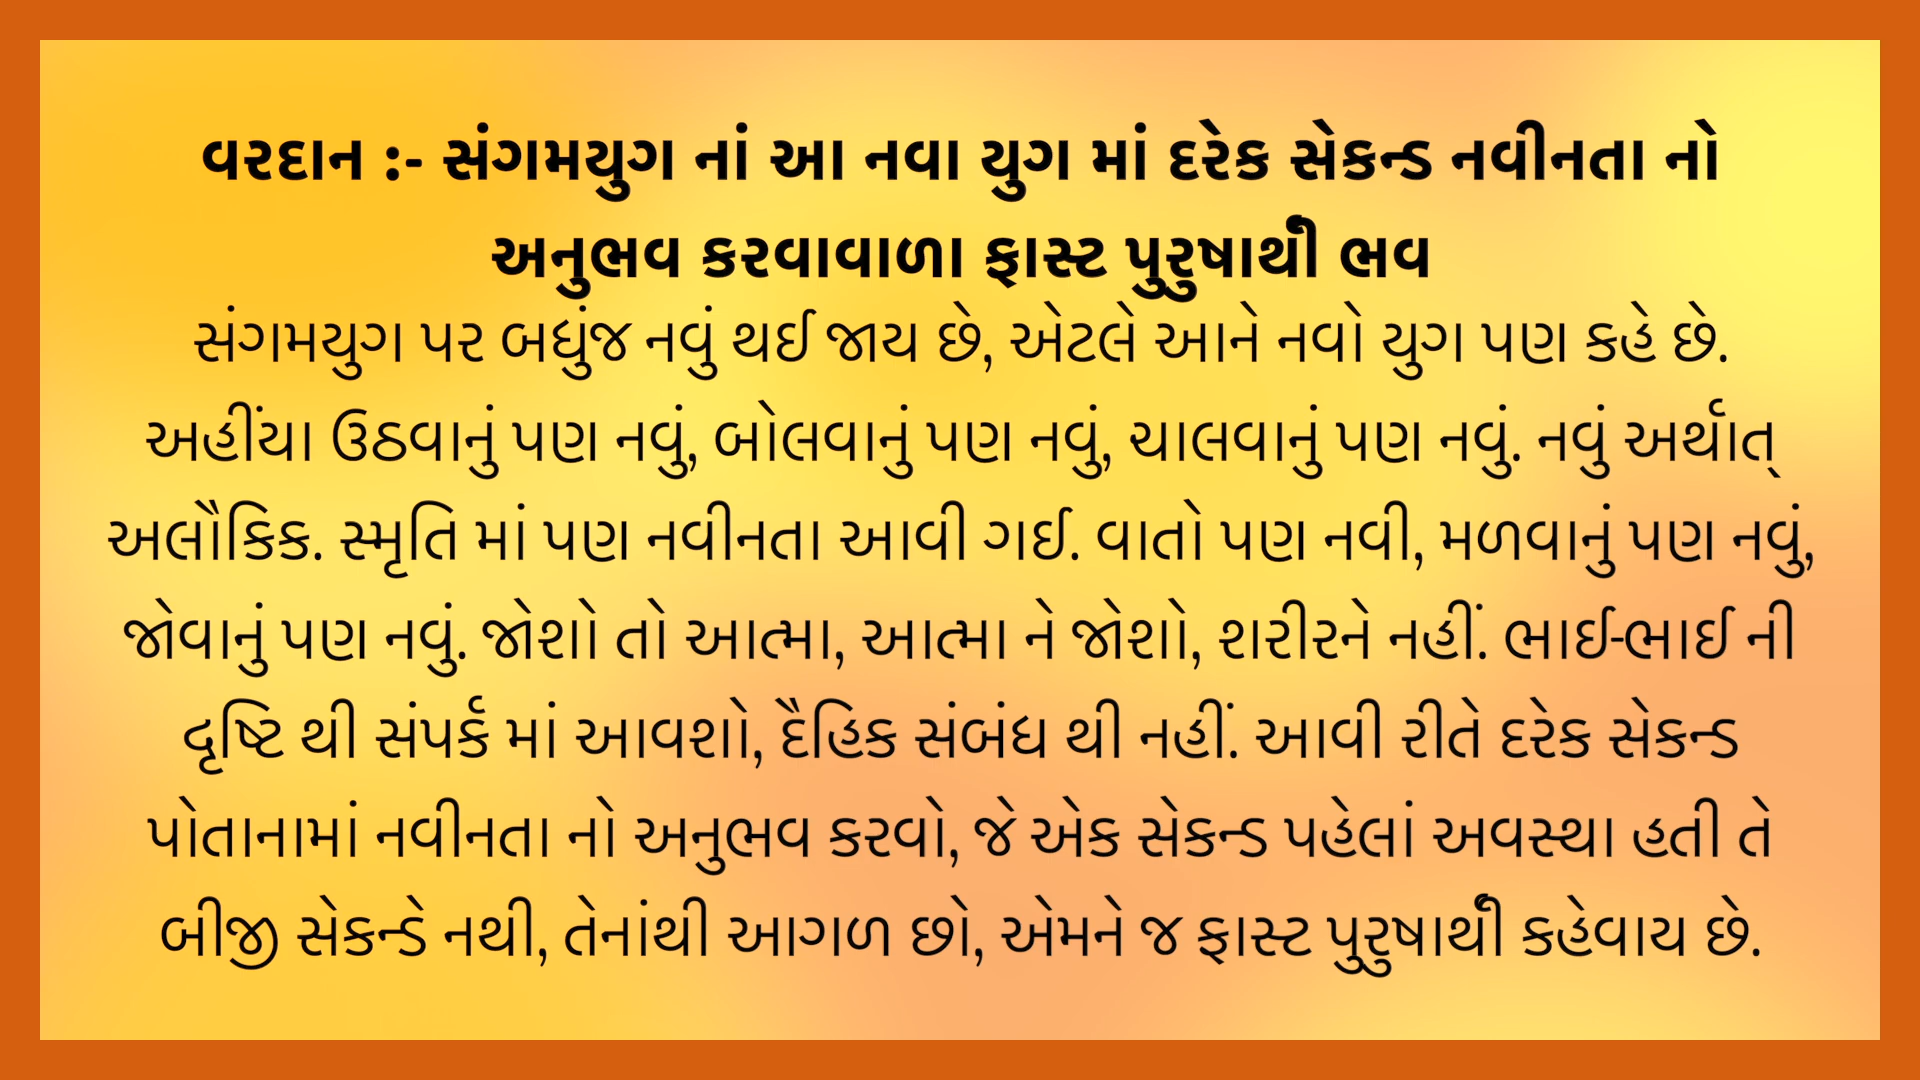 વરદાન :- સંગમયુગ નાં આ નવા યુગ માં દરેક સેકન્ડ નવીનતા નો
અનુભવ કરવાવાળા ફાસ્ટ પુરુષાર્થી ભવ
સંગમયુગ પર બધુંજ નવું થઈ જાય છે, એટલે આને નવો યુગ પણ કહે છે.
અહીંયા ઉઠવાનું પણ નવું, બોલવાનું પણ નવું, ચાલવાનું પણ નવું. નવું અર્થાત્
અલૌકિક. સ્મૃતિ માં પણ નવીનતા આવી ગઈ. વાતો પણ નવી, મળવાનું પણ નવું,
જોવાનું પણ નવું. જોશો તો આત્મા, આત્મા ને જોશો, શરીરને નહીં. ભાઈ-ભાઈ ની
દૃષ્ટિ થી સંપર્ક માં આવશો, દૈહિક સંબંધ થી નહીં. આવી રીતે દરેક સેકન્ડ
પોતાનામાં નવીનતા નો અનુભવ કરવો, જે એક સેકન્ડ પહેલાં અવસ્થા હતી તે
બીજી સેકન્ડે નથી, તેનાંથી આગળ છો, એમને જ ફાસ્ટ પુરુષાર્થી કહેવાય છે.